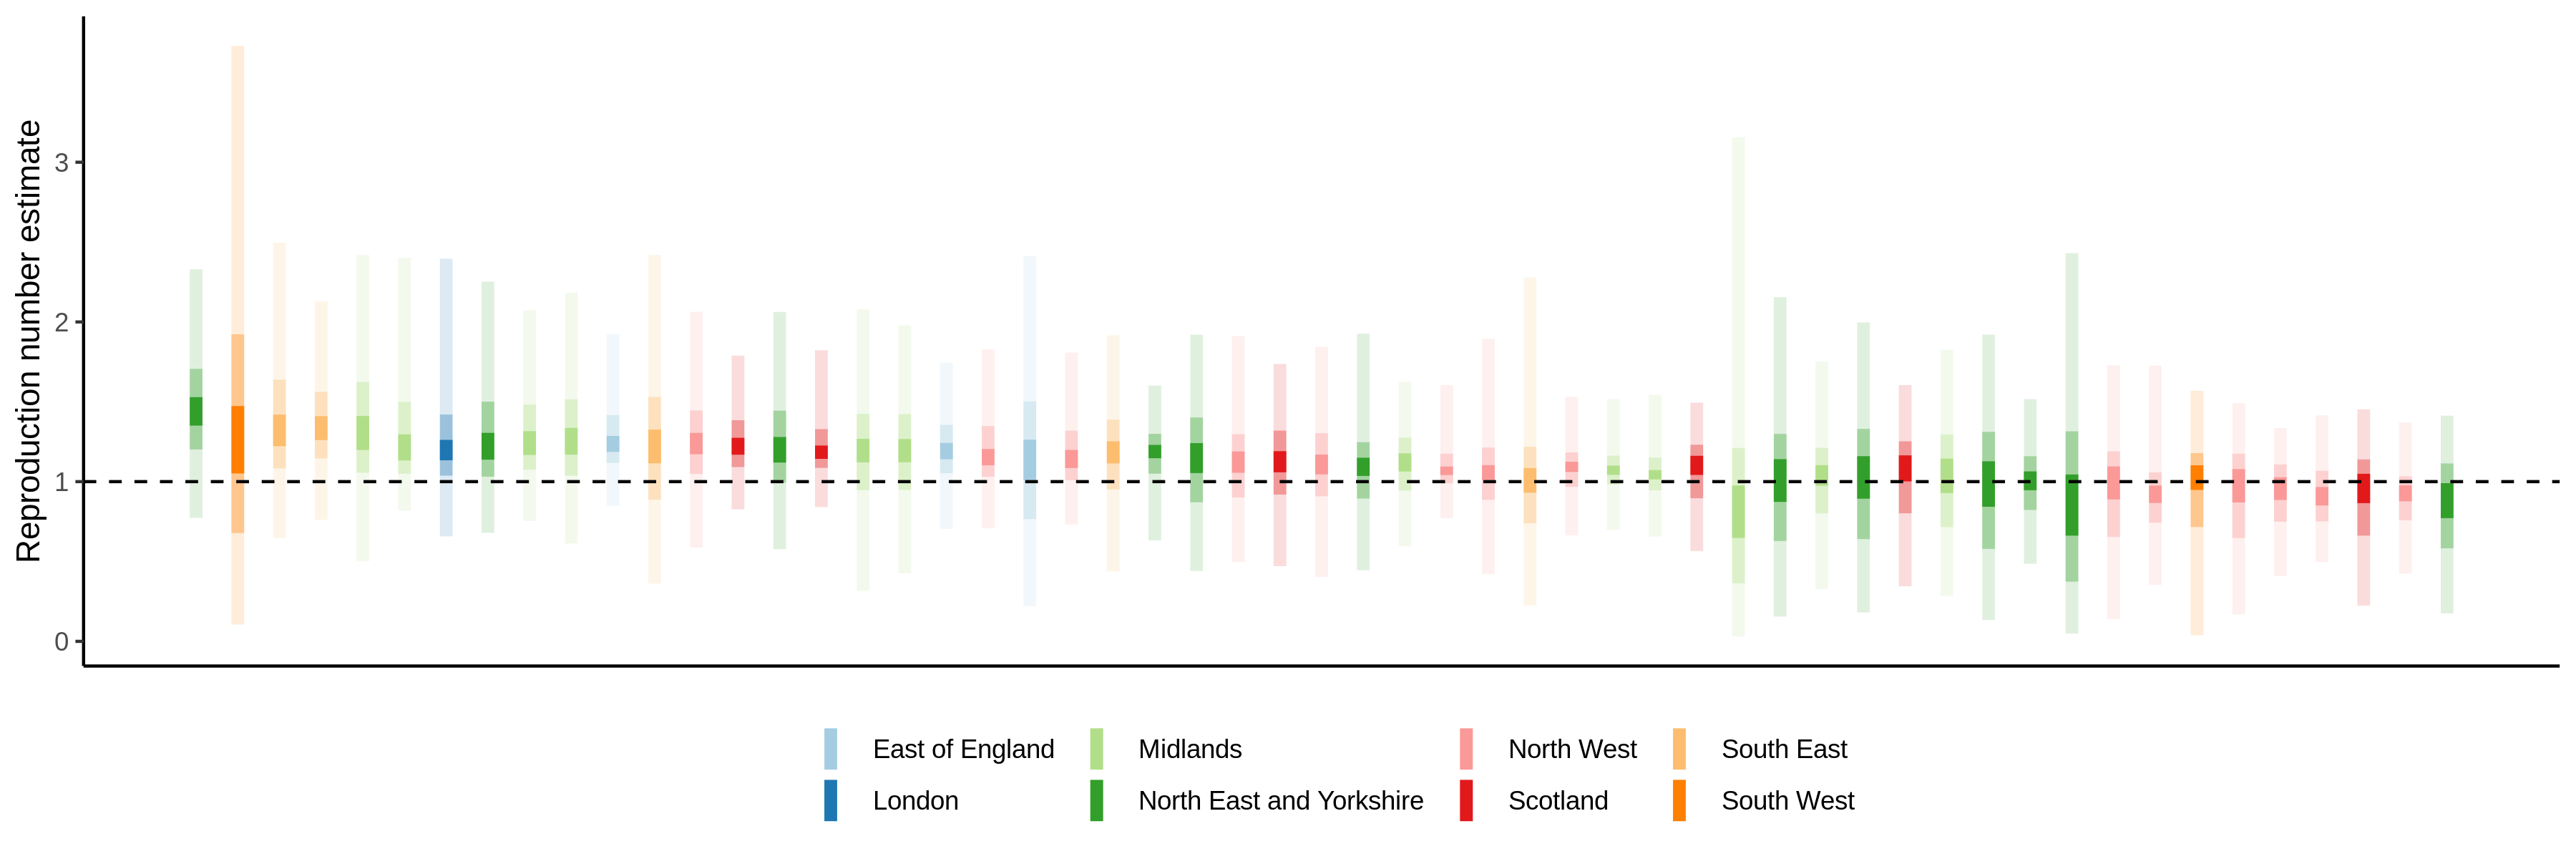 Reproduction number estimate
3
2
1
0
East of England
Midlands
North West
South East
London
North East and Yorkshire
Scotland
South West